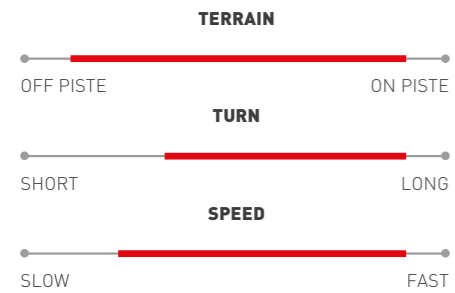 TERRAIN
OFF PISTE ON PISTE
TURN
SHORT LONG
SPEED
SLOW FAST